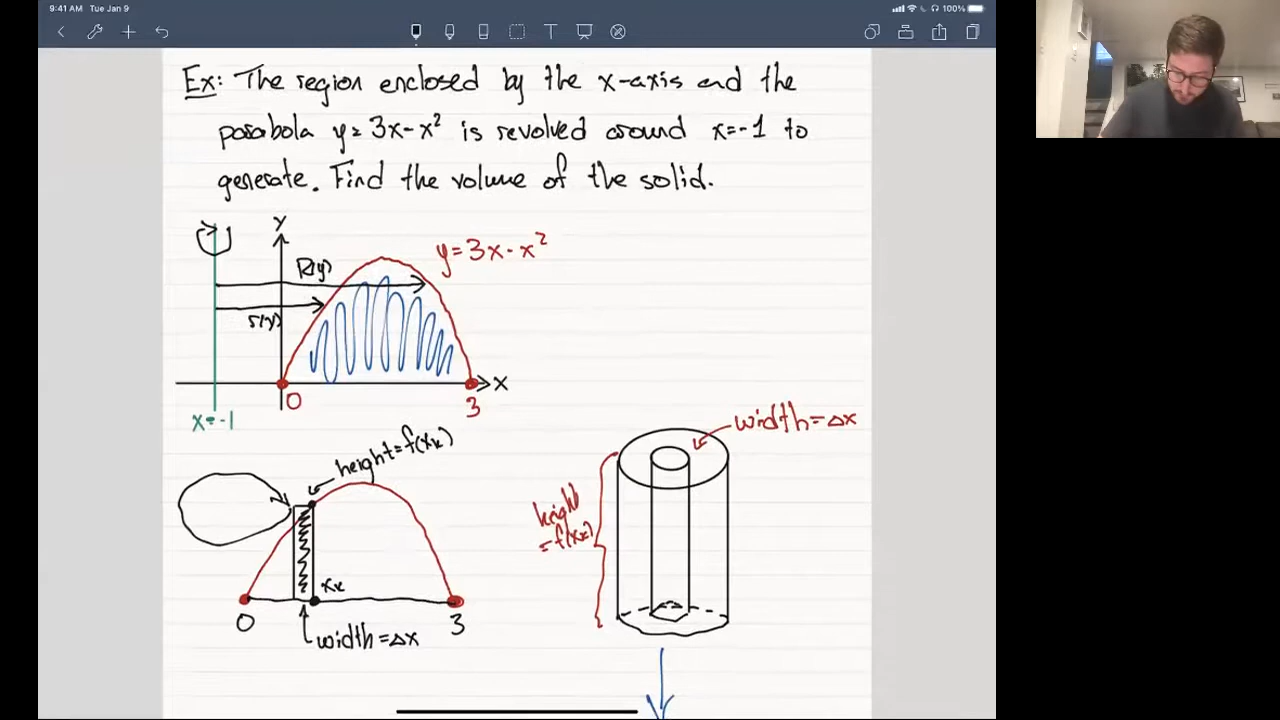 9:41 AM Tue Jan 9
100%
Ex: The region enclosed by the x-axis and the
parabola y = 3x - x²  is revolved around x=-1 to
generate. Find the volume of the solid.
Y
y = 3x - x²
R(y)
r(y)
X
0
3
x=-1
width = Δx
height = f(xₖ)
height
= f(xₖ)
xₖ
0
3
width = Δx